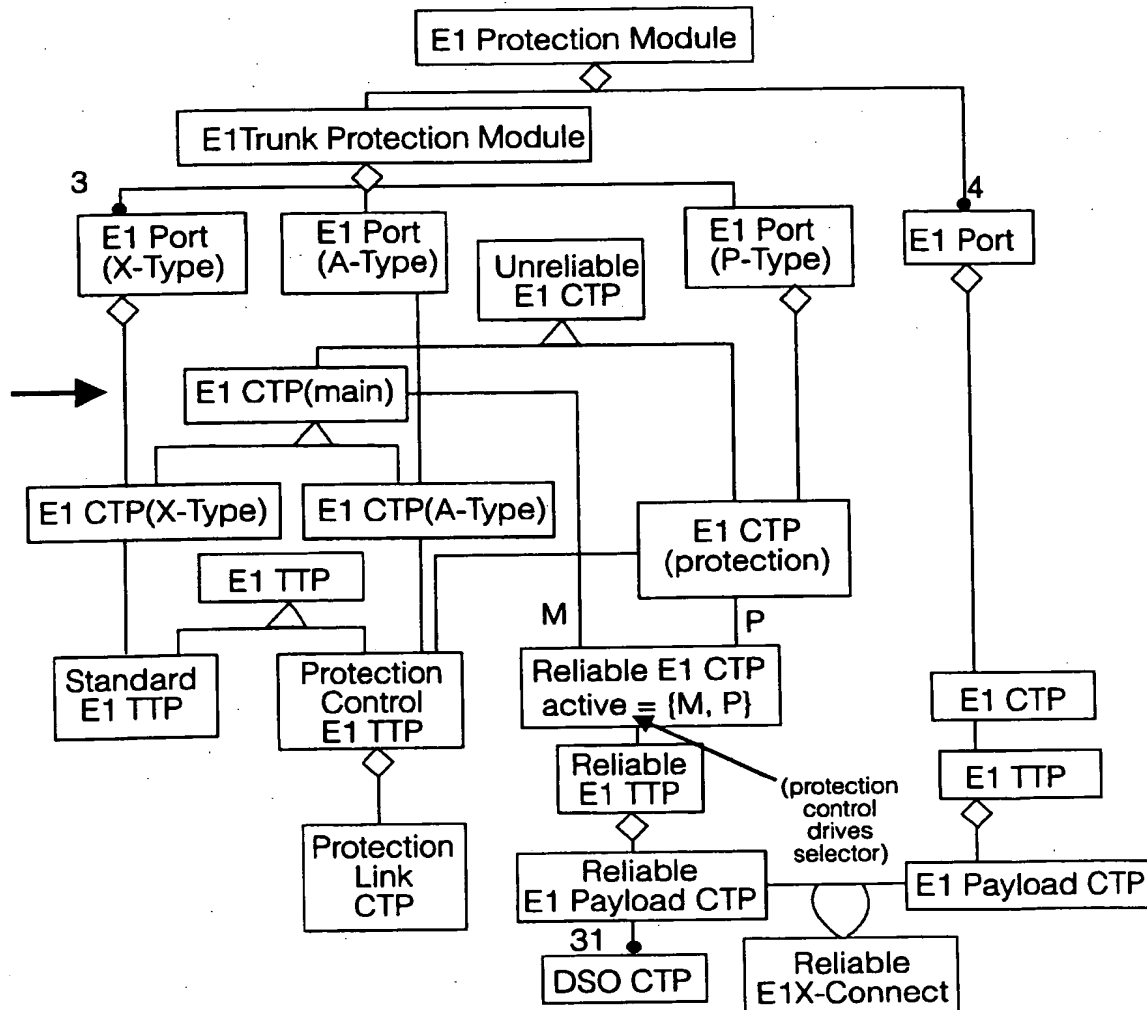 E1 Protection Module
E1Trunk Protection Module
3
4
E1 Port
(X-Type)
E1 Port
(A-Type)
E1 Port
(P-Type)
E1 Port
Unreliable
E1 CTP
E1 CTP(main)
E1 CTP(X-Type)
E1 CTP(A-Type)
E1 CTP
(protection)
E1 TTP
M
P
Standard
E1 TTP
Protection
Control
E1 TTP
Reliable E1 CTP
active = {M, P}
E1 CTP
Reliable
E1 TTP
(protection
control
drives
selector)
E1 TTP
Protection
Link
CTP
Reliable
E1 Payload CTP
E1 Payload CTP
31
DSO CTP
Reliable
E1X-Connect